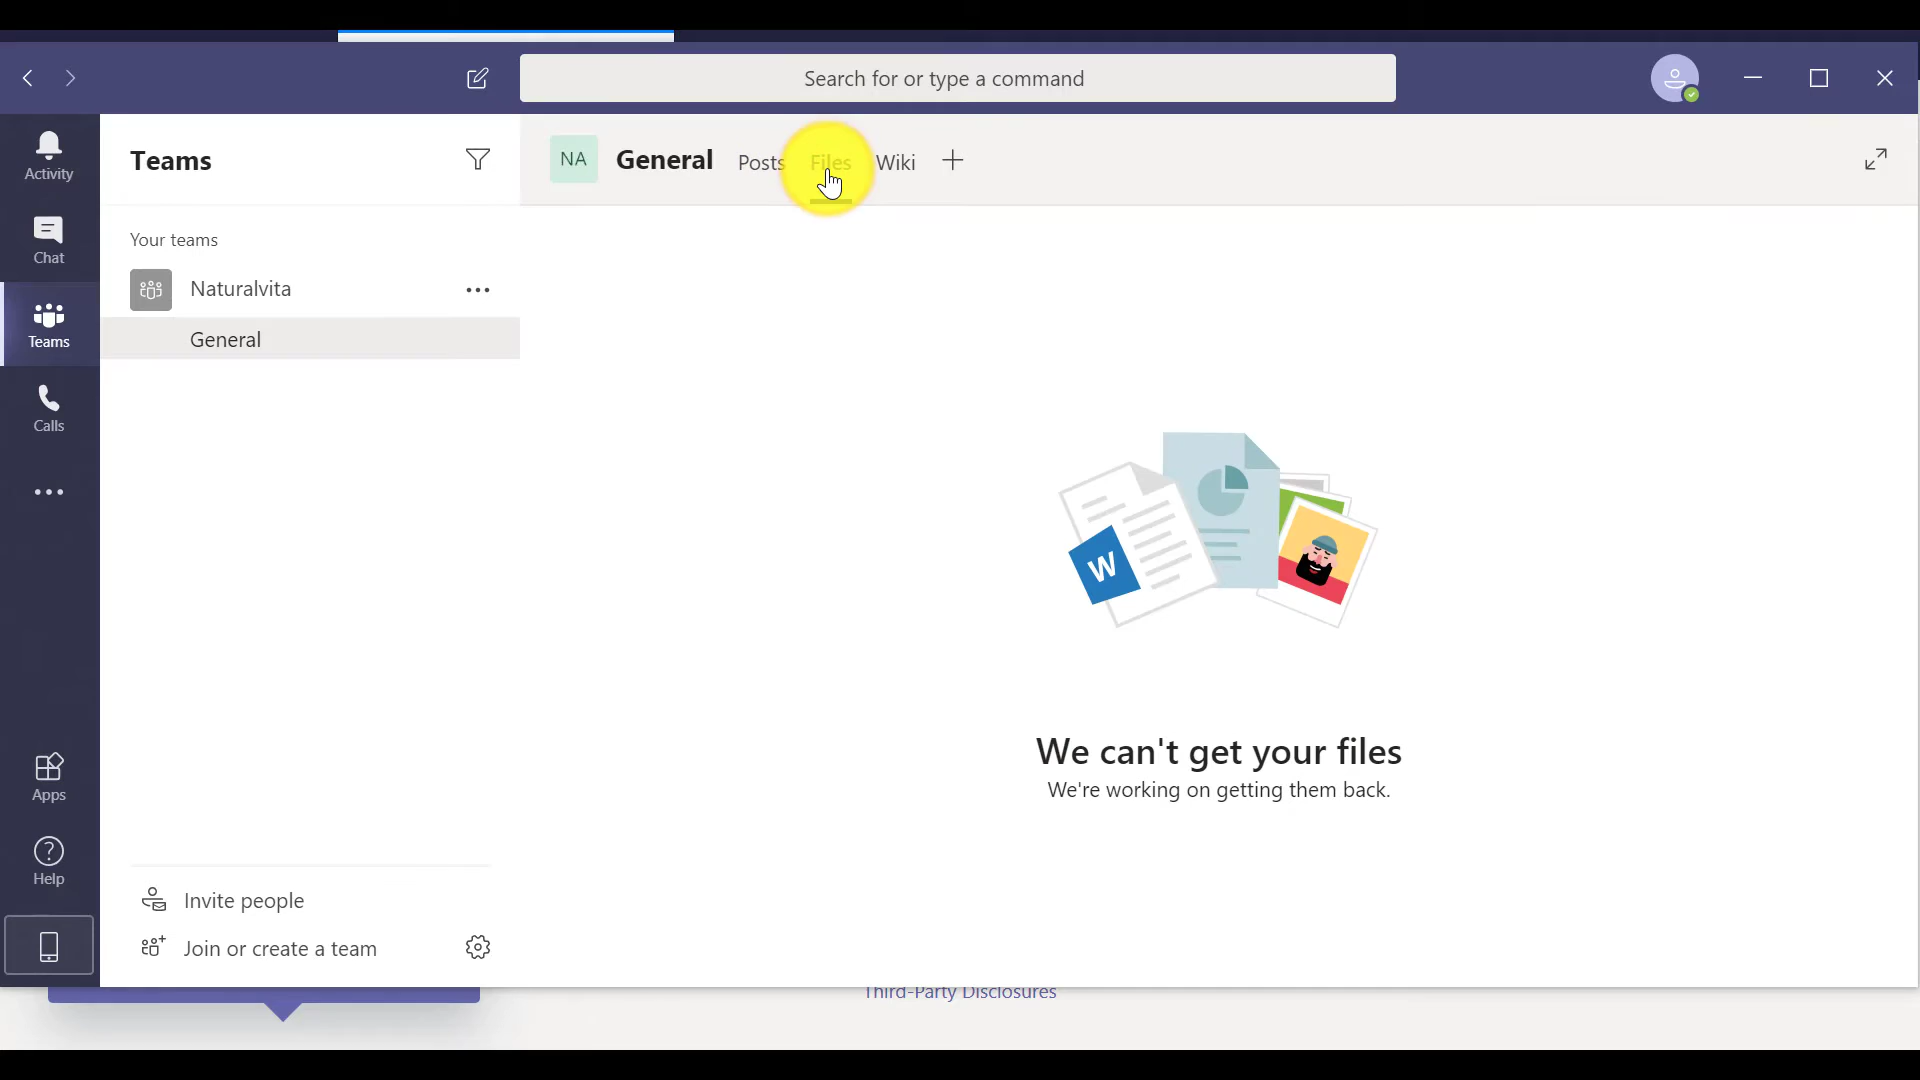 Search for or type a command
Activity
Chat
Teams
Calls
Apps
Help
Teams
Your teams
Naturalvita
General
Invite people
Join or create a team
NA General Posts Files Wiki
W
We can't get your files
We're working on getting them back.
Third-Party Disclosures